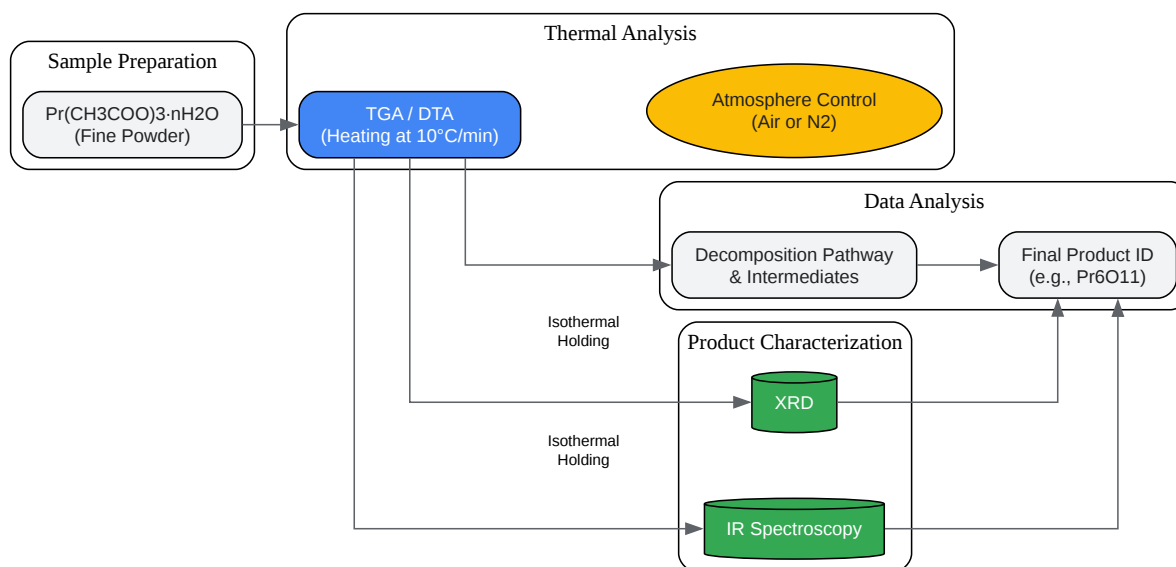 Sample Preparation
Pr(CH3COO)3·nH2O
(Fine Powder)
Thermal Analysis
TGA / DTA
(Heating at 10°C/min)
Atmosphere Control
(Air or N2)
Data Analysis
Decomposition Pathway
& Intermediates
Final Product ID
(e.g., Pr6O11)
Isothermal
Holding
Product Characterization
XRD
Isothermal
Holding
IR Spectroscopy